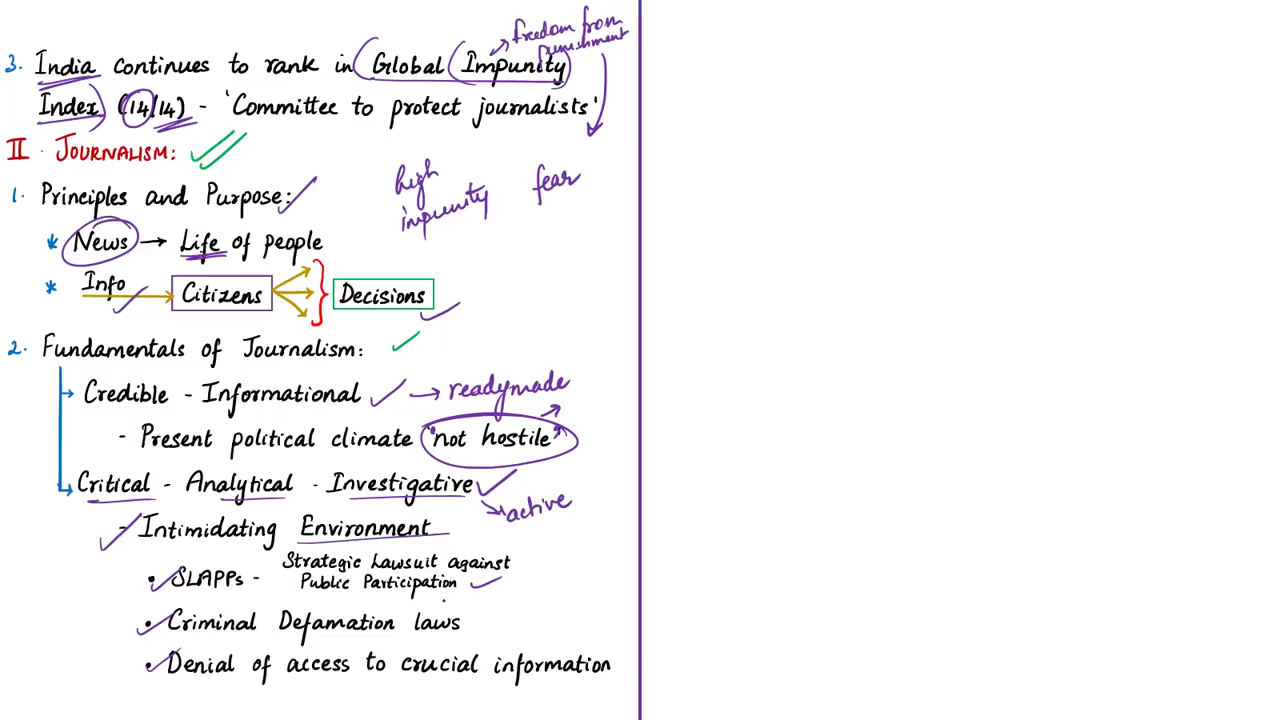 freedom from
punishment
3. India continues to rank in Global Impunity
Index (14/14) - 'Committee to protect journalists'
II. JOURNALISM:
high
impunity fear
1. Principles and Purpose:
* News → Life of people
* Info → Citizens Decisions
2. Fundamentals of Journalism:
→ Credible - Informational → readymade
- Present political climate "not hostile"
→ Critical - Analytical - Investigative
→ active
- Intimidating Environment
• SLAPPs - Strategic Lawsuit against
Public Participation
• Criminal Defamation laws
• Denial of access to crucial information